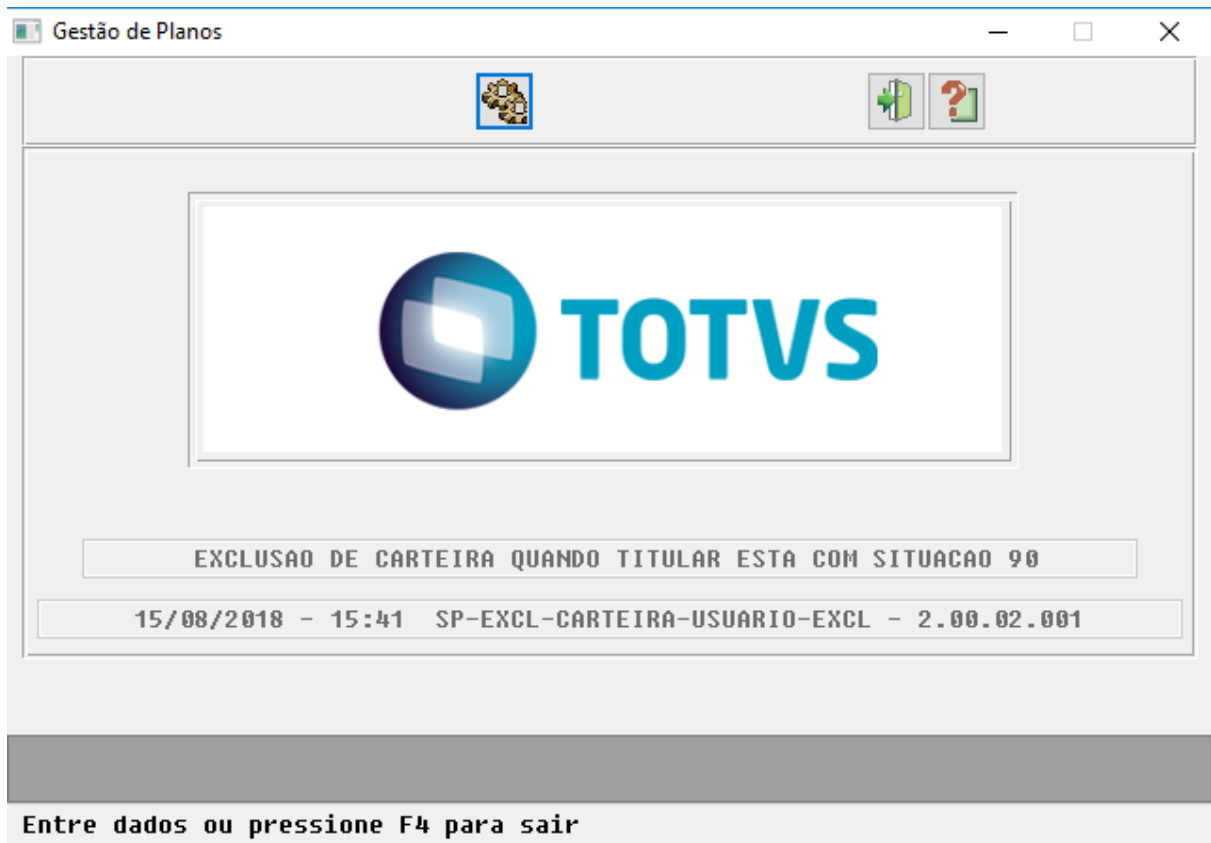 Gestão de Planos
TOTVS
EXCLUSAO DE CARTEIRA QUANDO TITULAR ESTA COM SITUACAO 90
15/08/2018 - 15:41 SP-EXCL-CARTEIRA-USUARIO-EXCL - 2.00.02.001
Entre dados ou pressione F4 para sair